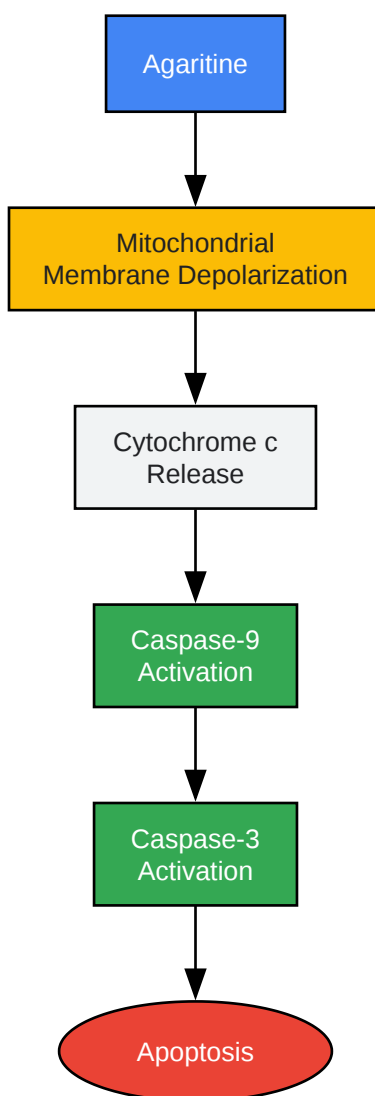 Agaritine
Mitochondrial
Membrane Depolarization
Cytochrome c
Release
Caspase-9
Activation
Caspase-3
Activation
Apoptosis